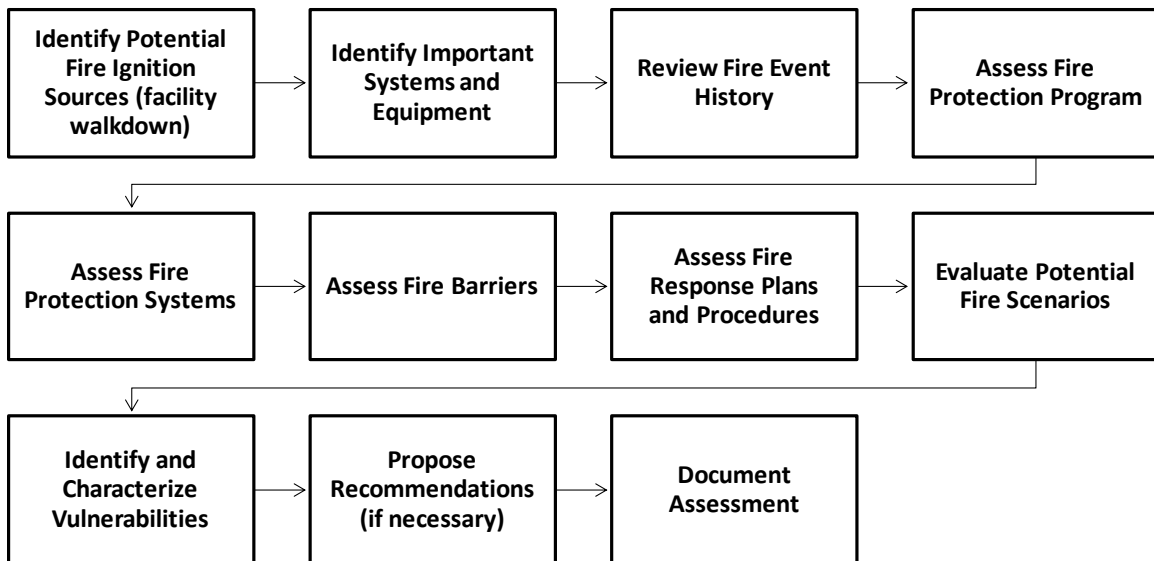 Identify Potential
Fire Ignition
Sources (facility
walkdown)
Identify Important
Systems and
Equipment
Review Fire Event
History
Assess Fire
Protection Program
Assess Fire
Protection Systems
Assess Fire Barriers
Assess Fire
Response Plans
and Procedures
Evaluate Potential
Fire Scenarios
Identify and
Characterize
Vulnerabilities
Propose
Recommendations
(if necessary)
Document
Assessment